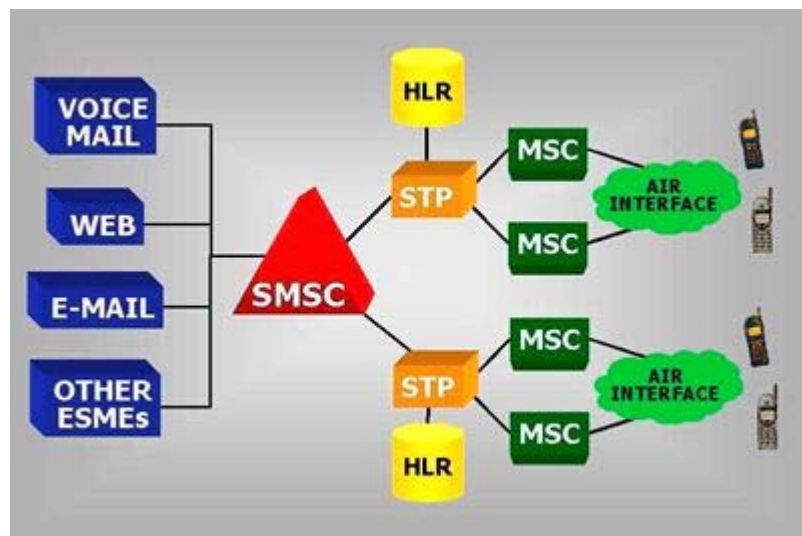 VOICE
MAIL
WEB
E-MAIL
OTHER
ESMEs
SMSC
HLR
STP
MSC
MSC
AIR
INTERFACE
STP
HLR
MSC
MSC
AIR
INTERFACE